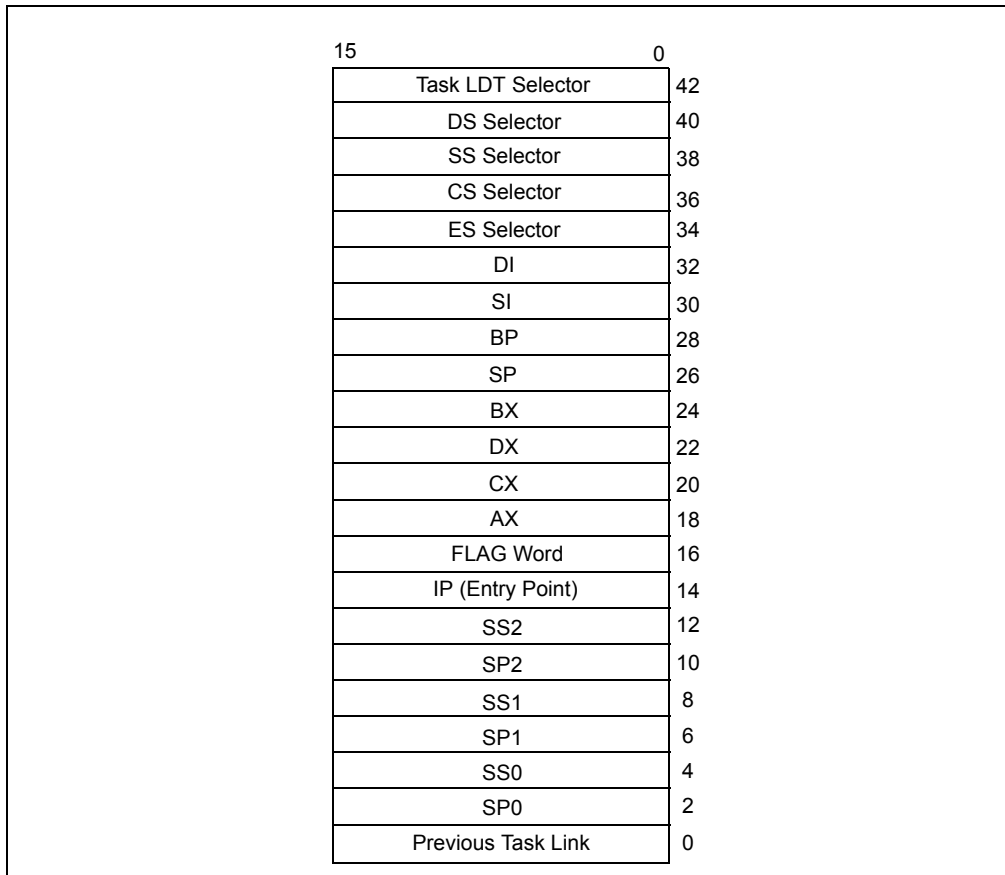 15 0
Task LDT Selector 42
DS Selector 40
SS Selector 38
CS Selector 36
ES Selector 34
DI 32
SI 30
BP 28
SP 26
BX 24
DX 22
CX 20
AX 18
FLAG Word 16
IP (Entry Point) 14
SS2 12
SP2 10
SS1 8
SP1 6
SS0 4
SP0 2
Previous Task Link 0